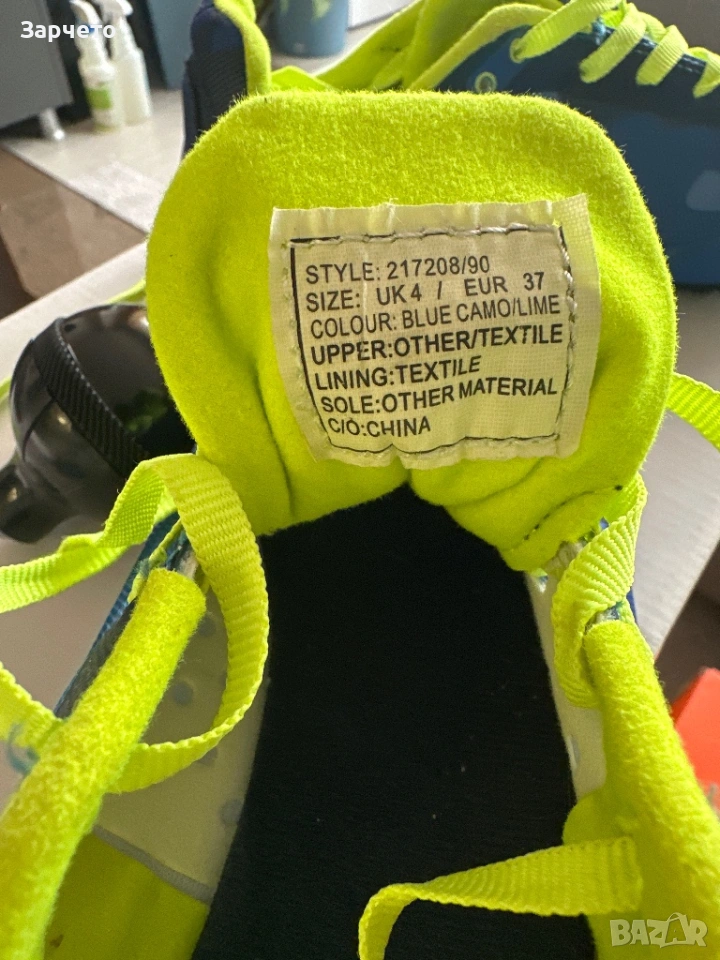 Зарчето
STYLE: 217208/90
SIZE: UK 4 / EUR 37
COLOUR: BLUE CAMO/LIME
UPPER:OTHER/TEXTILE
LINING:TEXTILE
SOLE:OTHER MATERIAL
C/O:CHINA
BAZAR